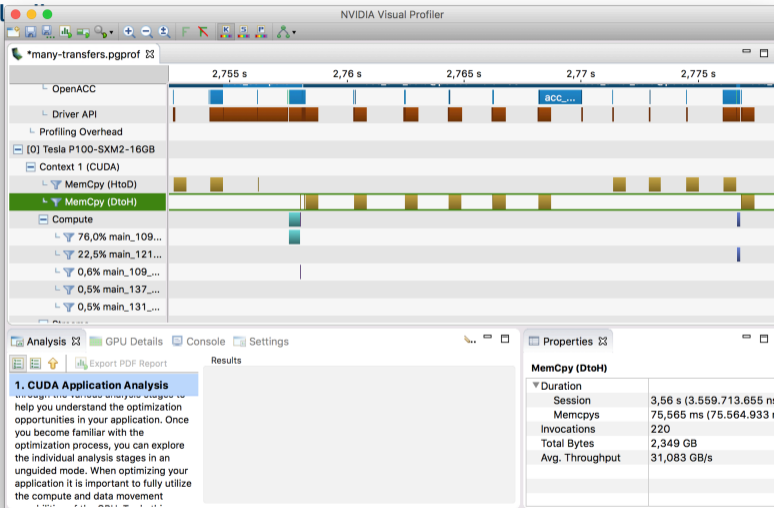 NVIDIA Visual Profiler
*many-transfers.pgprof
2,755 s 2,76 s 2,765 s 2,77 s 2,775 s
OpenACC
acc_...
Driver API
Profiling Overhead
[0] Tesla P100-SXM2-16GB
Context 1 (CUDA)
MemCpy (HtoD)
MemCpy (DtoH)
Compute
76,0% main_109...
22,5% main_121...
0,6% main_109_...
0,5% main_137_...
0,5% main_131_...
Analysis GPU Details Console Settings
Export PDF Report
Results
1. CUDA Application Analysis
through the various analysis stages to
help you understand the optimization
opportunities in your application. Once
you become familiar with the
optimization process, you can explore
the individual analysis stages in an
unguided mode. When optimizing your
application it is important to fully utilize
the compute and data movement
Properties
MemCpy (DtoH)
Duration
Session 3,56 s (3.559.713.655 ns
Memcpys 75,565 ms (75.564.933 n
Invocations 220
Total Bytes 2,349 GB
Avg. Throughput 31,083 GB/s